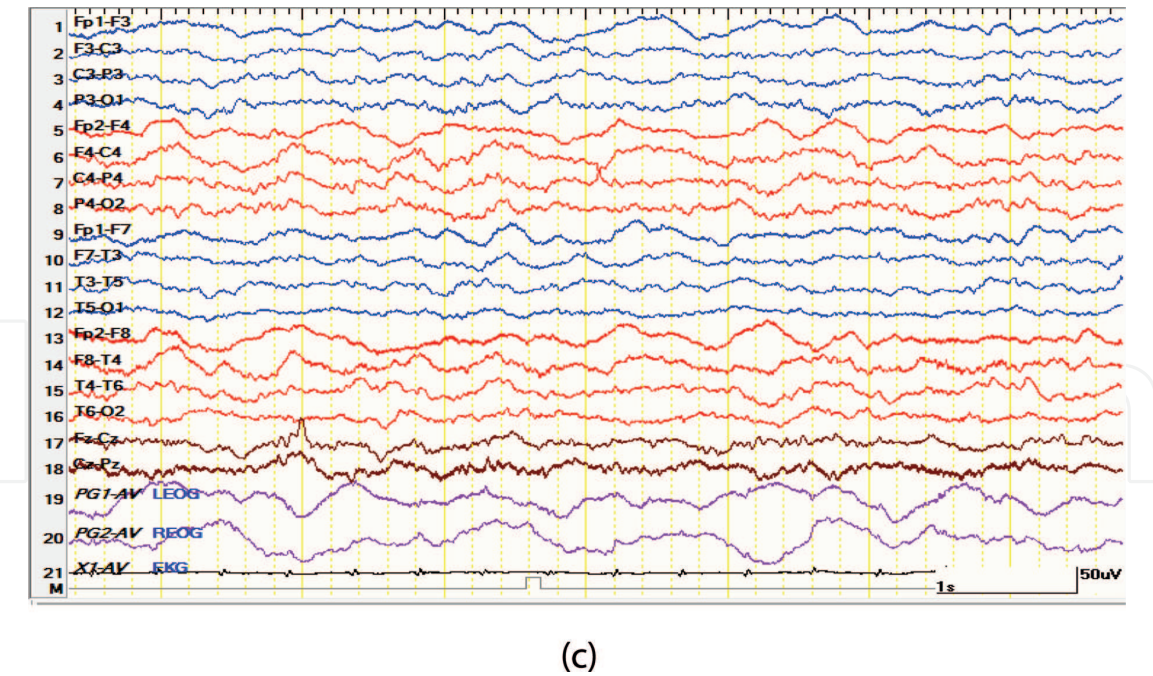 1 Fp1-F3
2 F3-C3
3 C3-P3
4 P3-O1
5 Fp2-F4
6 F4-C4
7 C4-P4
8 P4-O2
9 Fp1-F7
10 F7-T3
11 T3-T5
12 T5-O1
13 Fp2-F8
14 F8-T4
15 T4-T6
16 T6-O2
17 Fz-Cz
18 Cz-Pz
19 PG1-AV LEOG
20 PG2-AV REOG
21 X1-AV EKG
M
1s 50uV
(c)